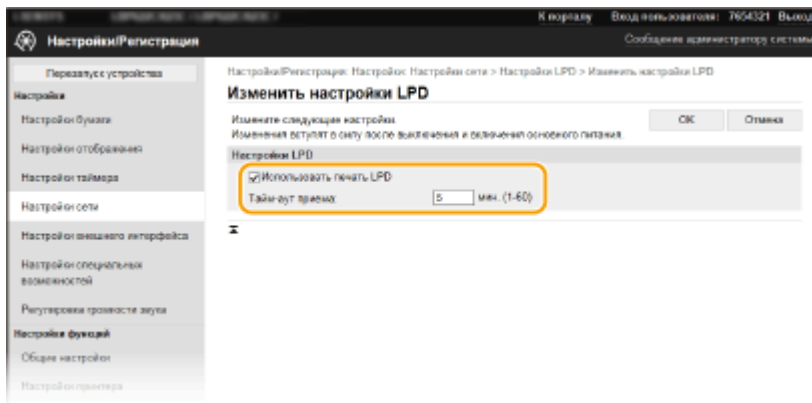 К порталу Вход пользователя: 7654321 Выход
Настройки/Регистрация
Сообщение администратору системы
Перезапуск устройства
Настройки
Настройки бумаги
Настройки отображения
Настройки таймера
Настройки сети
Настройки внешнего интерфейса
Настройки специальных
возможностей
Регулировка громкости звука
Настройки функций
Общие настройки
Настройки принтера
Настройки/Регистрация: Настройки: Настройки сети > Настройки LPD > Изменить настройки LPD
Изменить настройки LPD
Измените следующие настройки.
Изменения вступят в силу после выключения и включения основного питания.
OK Отмена
Настройки LPD
Использовать печать LPD
Тайм-аут приема: 5 мин. (1-60)